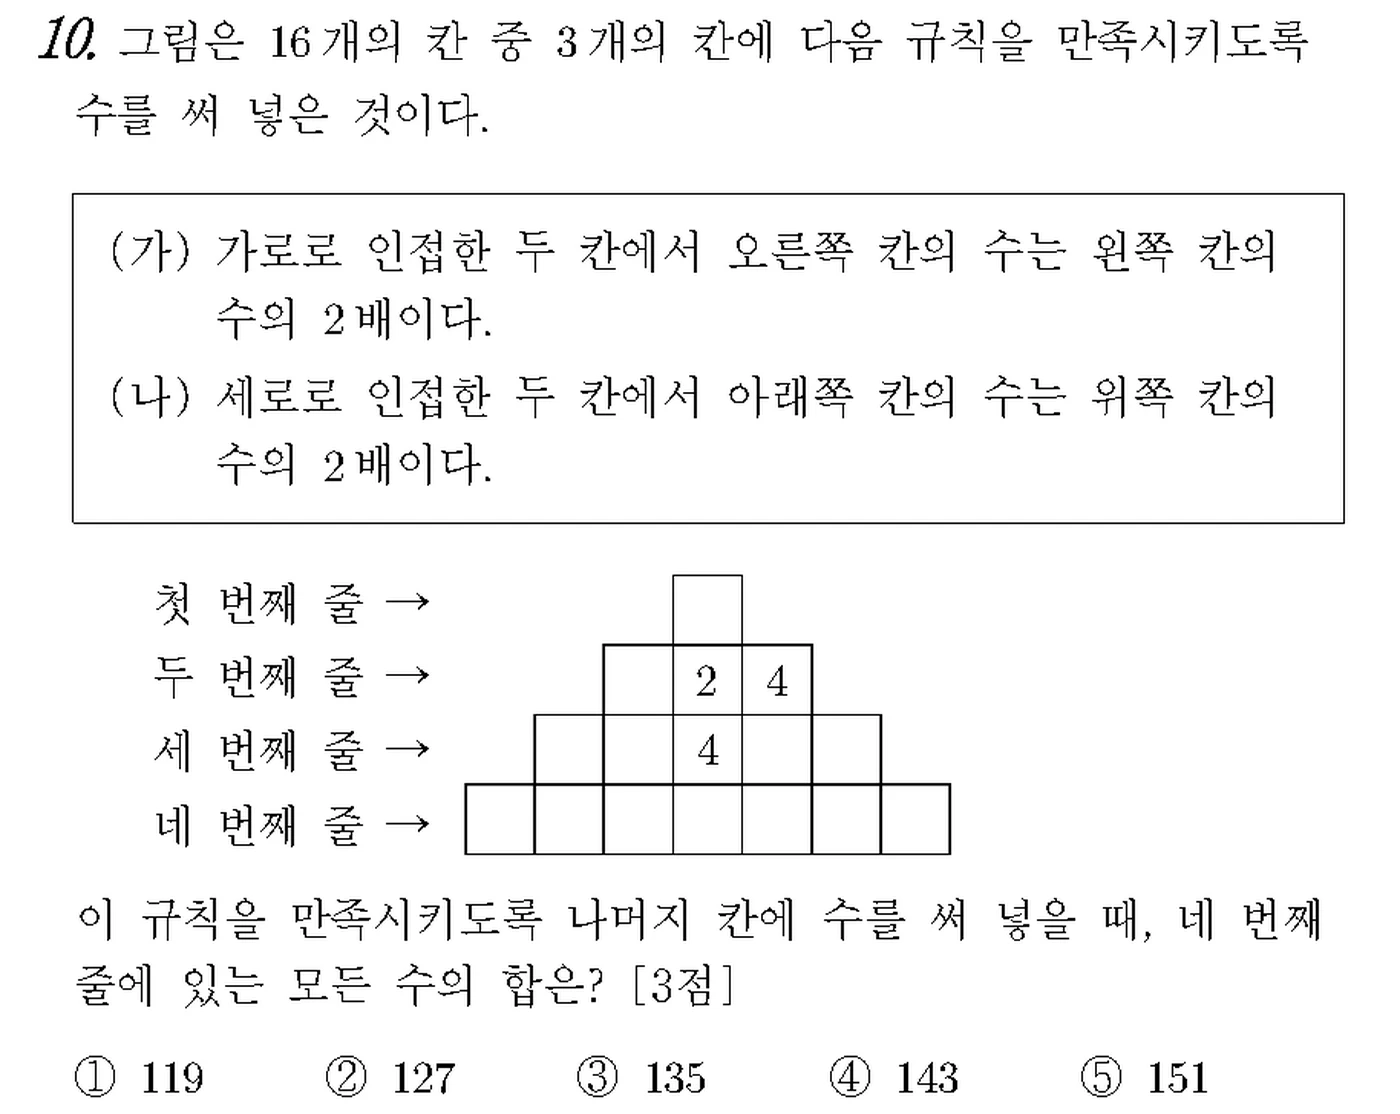 10. 그림은 16개의 칸 중 3개의 칸에 다음 규칙을 만족시키도록
수를 써 넣은 것이다.
(가) 가로로 인접한 두 칸에서 오른쪽 칸의 수는 왼쪽 칸의
수의 2배이다.
(나) 세로로 인접한 두 칸에서 아래쪽 칸의 수는 위쪽 칸의
수의 2배이다.
첫 번째 줄 →
두 번째 줄 → 2 4
세 번째 줄 → 4
네 번째 줄 →
이 규칙을 만족시키도록 나머지 칸에 수를 써 넣을 때, 네 번째
줄에 있는 모든 수의 합은? [3점]
① 119 ② 127 ③ 135 ④ 143 ⑤ 151